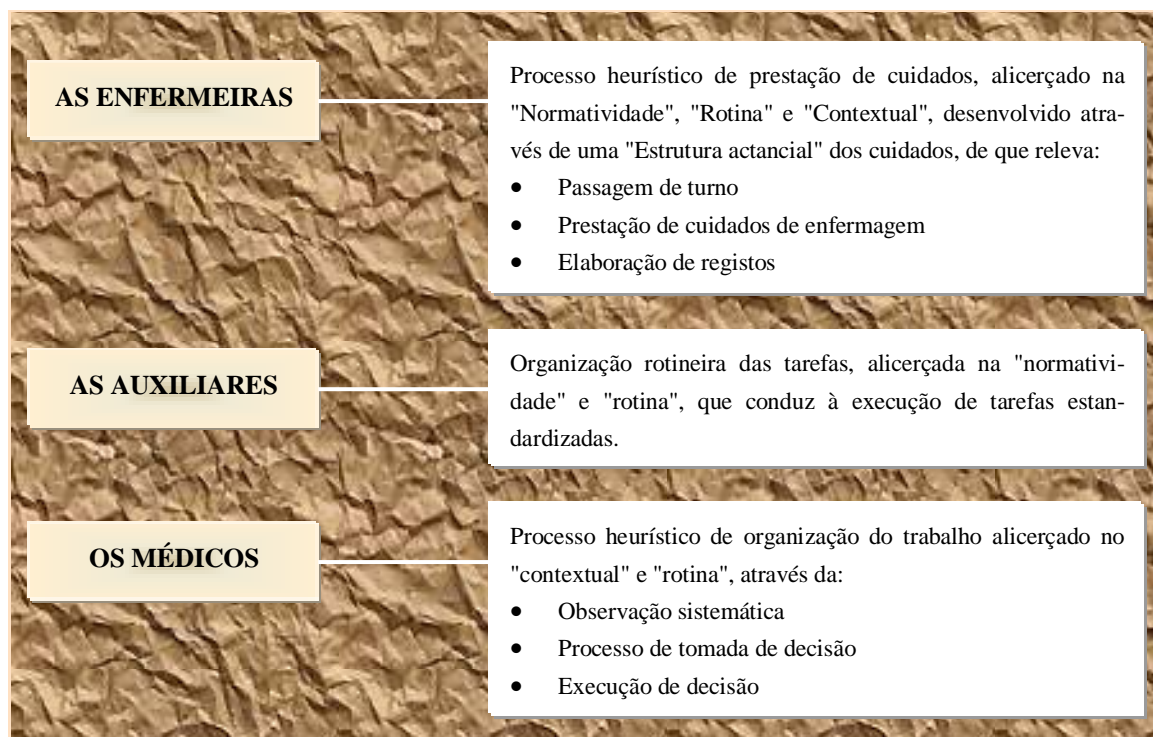 AS ENFERMEIRAS
Processo heurístico de prestação de cuidados, alicerçado na
"Normatividade", "Rotina" e "Contextual", desenvolvido atra-
vés de uma "Estrutura actancial" dos cuidados, de que releva:
• Passagem de turno
• Prestação de cuidados de enfermagem
• Elaboração de registos
AS AUXILIARES
Organização rotineira das tarefas, alicerçada na "normativi-
dade" e "rotina", que conduz à execução de tarefas estan-
dardizadas.
OS MÉDICOS
Processo heurístico de organização do trabalho alicerçado no
"contextual" e "rotina", através da:
• Observação sistemática
• Processo de tomada de decisão
• Execução de decisão